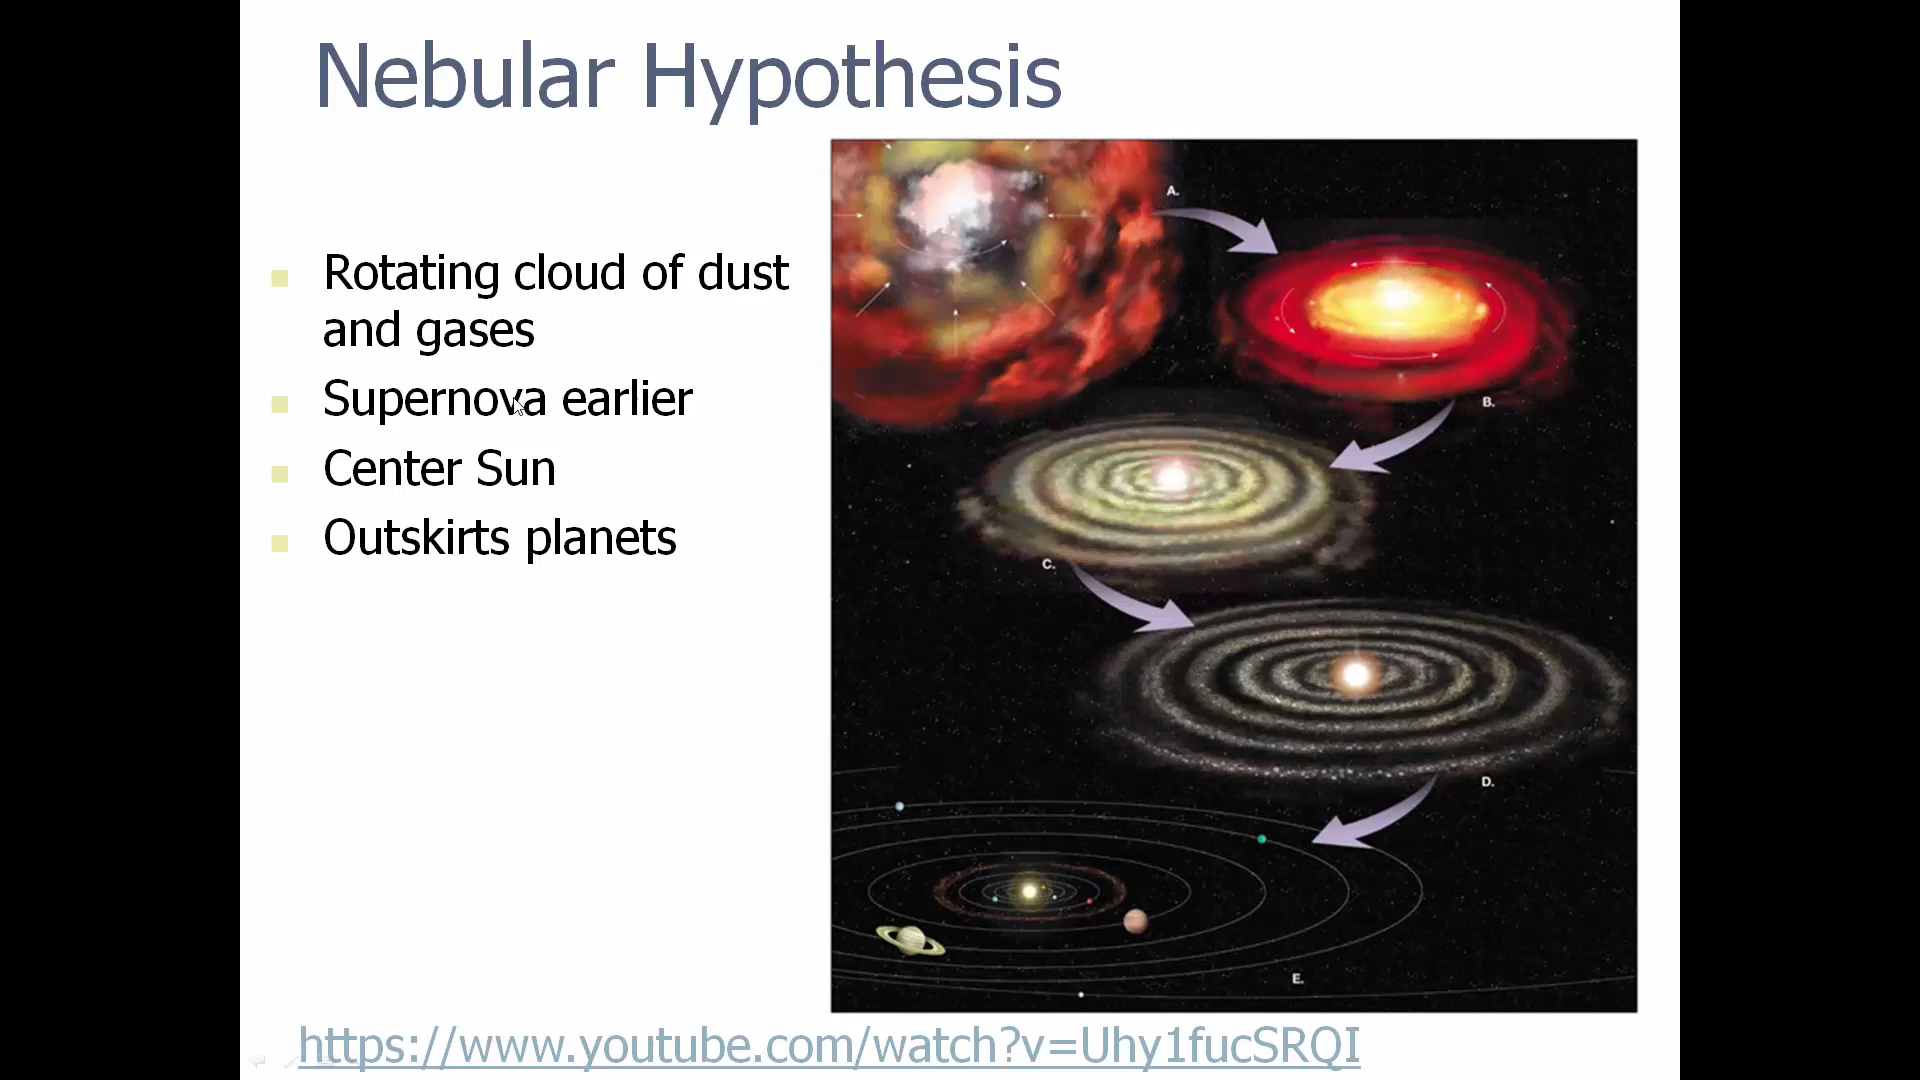 Nebular Hypothesis
Rotating cloud of dust
and gases
Supernova earlier
Center Sun
Outskirts planets
A.
B.
C.
D.
E.
https://www.youtube.com/watch?v=Uhy1fucSRQI